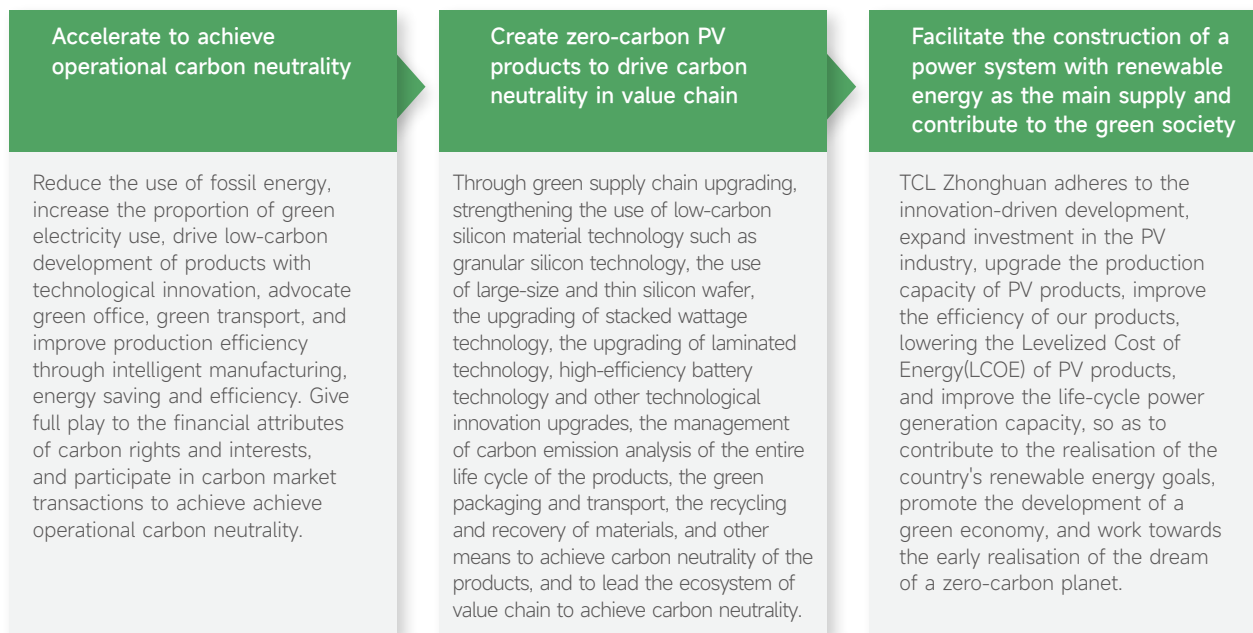 Accelerate to achieve
operational carbon neutrality
Reduce the use of fossil energy,
increase the proportion of green
electricity use, drive low-carbon
development of products with
technological innovation, advocate
green office, green transport, and
improve production efficiency
through intelligent manufacturing,
energy saving and efficiency. Give
full play to the financial attributes
of carbon rights and interests,
and participate in carbon market
transactions to achieve achieve
operational carbon neutrality.
Create zero-carbon PV
products to drive carbon
neutrality in value chain
Through green supply chain upgrading,
strengthening the use of low-carbon
silicon material technology such as
granular silicon technology, the use
of large-size and thin silicon wafer,
the upgrading of stacked wattage
technology, the upgrading of laminated
technology, high-efficiency battery
technology and other technological
innovation upgrades, the management
of carbon emission analysis of the entire
life cycle of the products, the green
packaging and transport, the recycling
and recovery of materials, and other
means to achieve carbon neutrality of the
products, and to lead the ecosystem of
value chain to achieve carbon neutrality.
Facilitate the construction of a
power system with renewable
energy as the main supply and
contribute to the green society
TCL Zhonghuan adheres to the
innovation-driven development,
expand investment in the PV
industry, upgrade the production
capacity of PV products, improve
the efficiency of our products,
lowering the Levelized Cost of
Energy(LCOE) of PV products,
and improve the life-cycle power
generation capacity, so as to
contribute to the realisation of the
country's renewable energy goals,
promote the development of a
green economy, and work towards
the early realisation of the dream
of a zero-carbon planet.